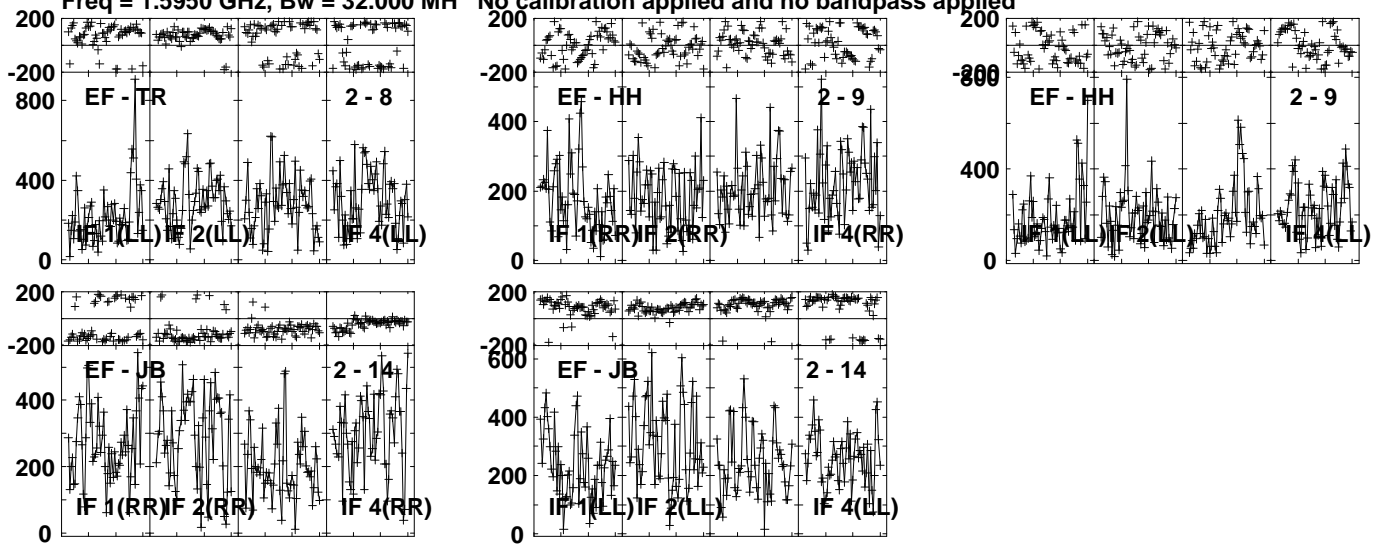 Freq = 1.5950 GHz, Bw = 32.000 MH No calibration applied and no bandpass applied
200
-200
800
400
0
EF - TR 2 - 8
IF 1(LL) IF 2(LL) IF 4(LL)
200
-200
600
400
200
0
EF - HH 2 - 9
IF 1(RR) IF 2(RR) IF 4(RR)
200
-200
800
400
0
EF - HH 2 - 9
IF 1(LL) IF 2(LL) IF 4(LL)
200
-200
400
200
0
EF - JB 2 - 14
IF 1(RR) IF 2(RR) IF 4(RR)
200
-200
600
400
200
0
EF - JB 2 - 14
IF 1(LL) IF 2(LL) IF 4(LL)